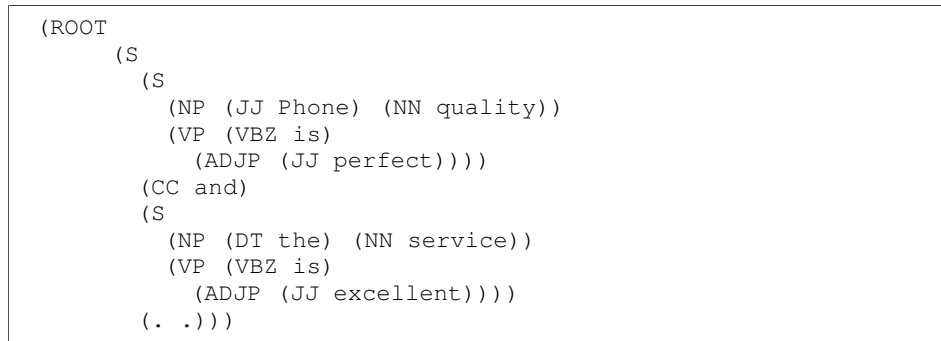 (ROOT
(S
(S
(NP (JJ Phone) (NN quality))
(VP (VBZ is)
(ADJP (JJ perfect))))
(CC and)
(S
(NP (DT the) (NN service))
(VP (VBZ is)
(ADJP (JJ excellent))))
(. .)))